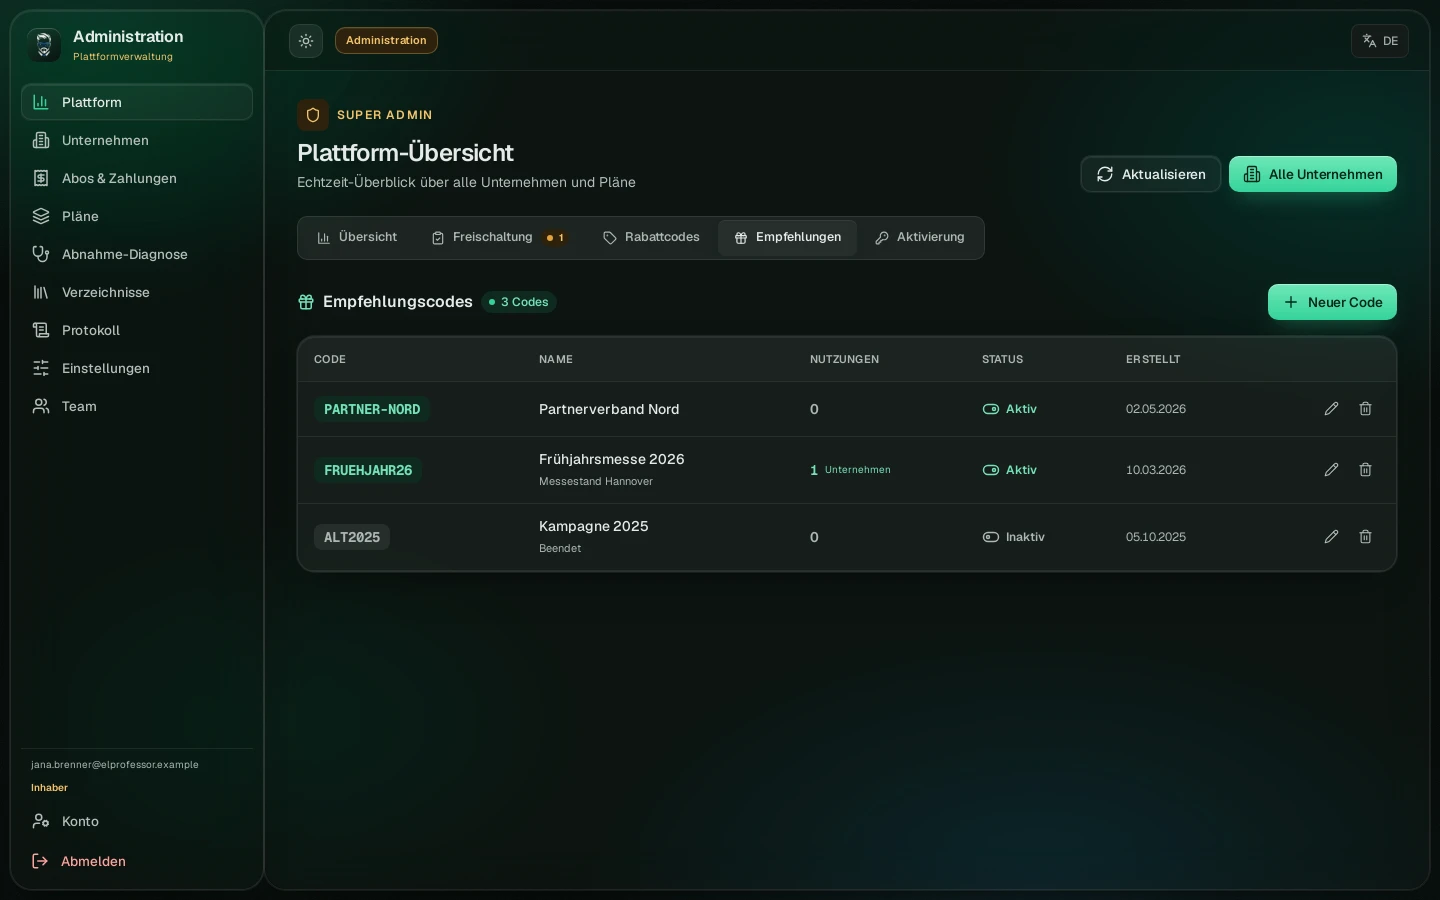 Administration
Plattformverwaltung
Plattform
Unternehmen
Abos & Zahlungen
Pläne
Abnahme-Diagnose
Verzeichnisse
Protokoll
Einstellungen
Team
jana.brenner@elprofessor.example
Inhaber
Konto
Abmelden
Administration
DE
SUPER ADMIN
Plattform-Übersicht
Echtzeit-Überblick über alle Unternehmen und Pläne
Aktualisieren
Alle Unternehmen
Übersicht
Freischaltung 1
Rabattcodes
Empfehlungen
Aktivierung
Empfehlungscodes 3 Codes
Neuer Code
CODE NAME NUTZUNGEN STATUS ERSTELLT
PARTNER-NORD Partnerverband Nord 0 Aktiv 02.05.2026
FRUEHJAHR26 Frühjahrsmesse 2026 1 Unternehmen Aktiv 10.03.2026
Messestand Hannover
ALT2025 Kampagne 2025 0 Inaktiv 05.10.2025
Beendet